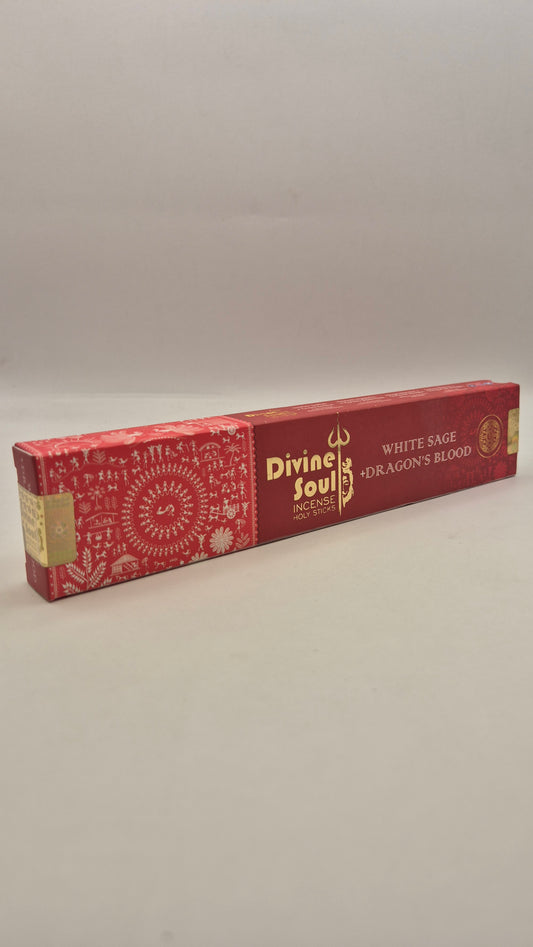 Divine
Soul
INCENSE
HOLY STICKS
WHITE SAGE
+DRAGON'S BLOOD